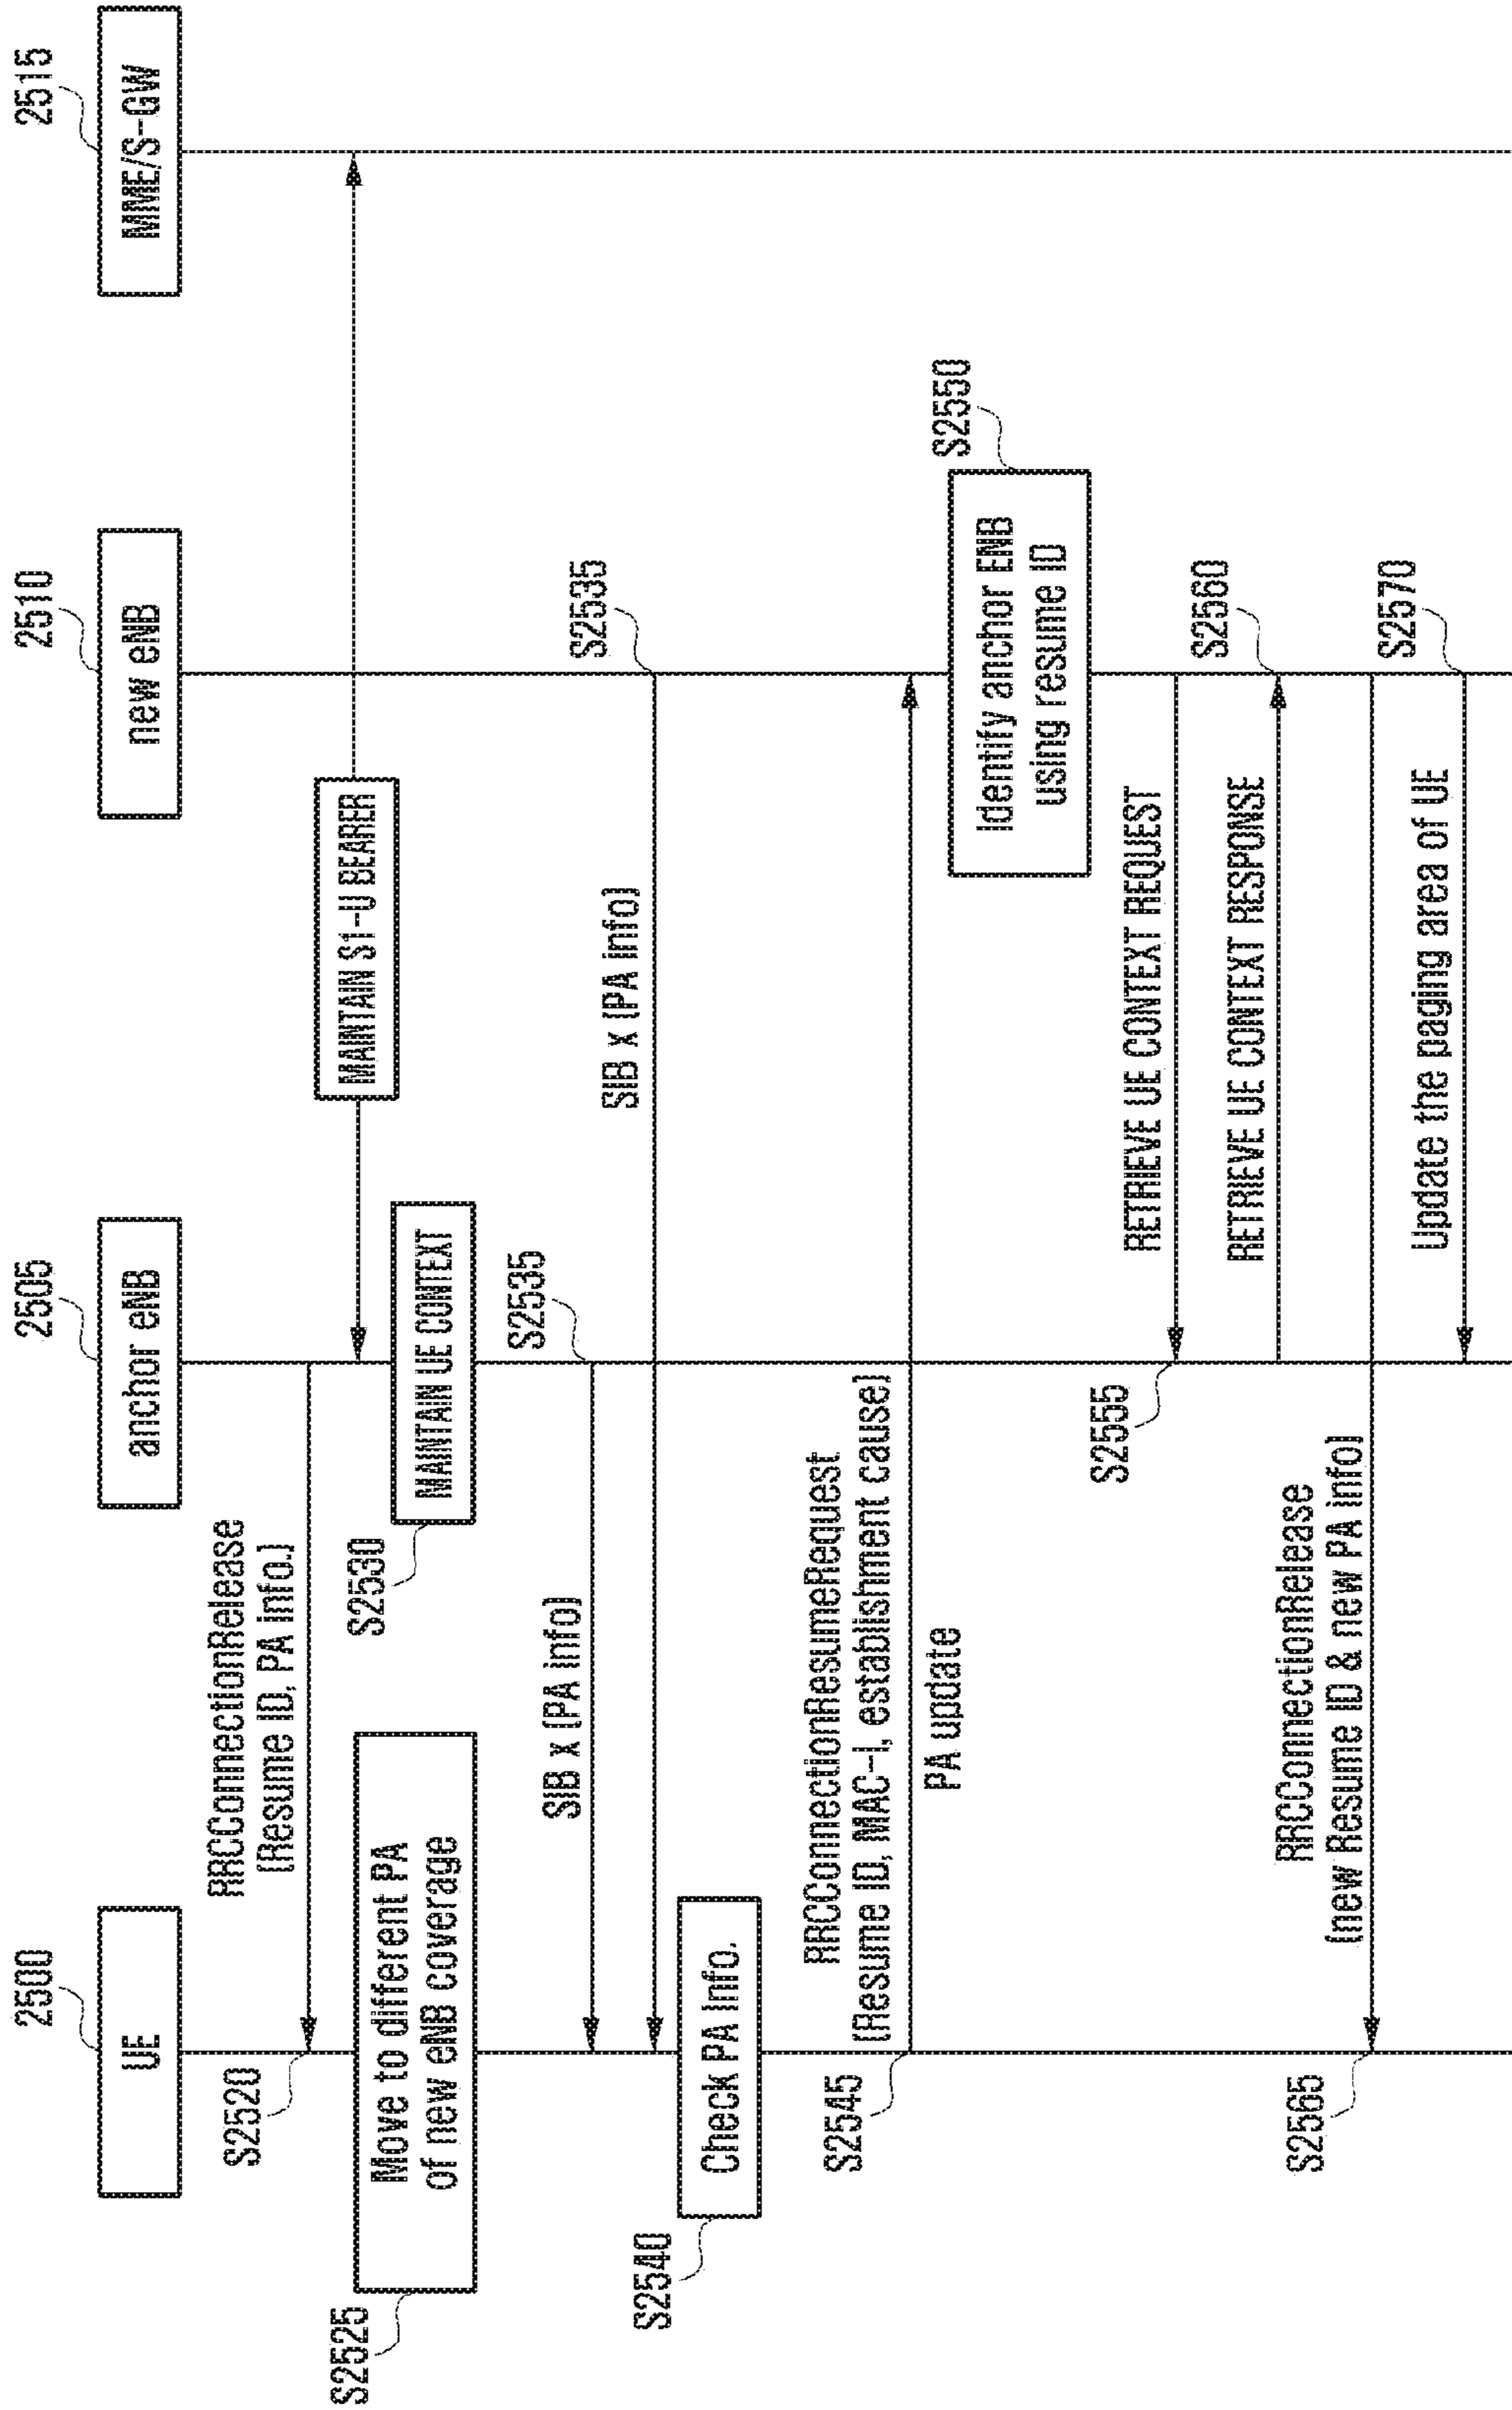 2500
2505
2510
2515
UE
anchor eNB
new eNB
MME/S-GW
RRCConnectionRelease
(Resume ID, PA info.)
S2520
MAINTAIN S1-U BEARER
S2525
Move to different PA
of new eNB coverage
S2530
MAINTAIN UE CONTEXT
SIB x (PA info)
S2535
SIB x (PA info)
S2535
S2540
Check PA Info.
RRCConnectionResumeRequest
(Resume ID, MAC-I, establishment cause)
S2545
PA update
S2550
Identify anchor ENB
using resume ID
RETRIEVE UE CONTEXT REQUEST
S2555
RETRIEVE UE CONTEXT RESPONSE
S2560
RRCConnectionRelease
(new Resume ID & new PA info)
S2565
Update the paging area of UE
S2570